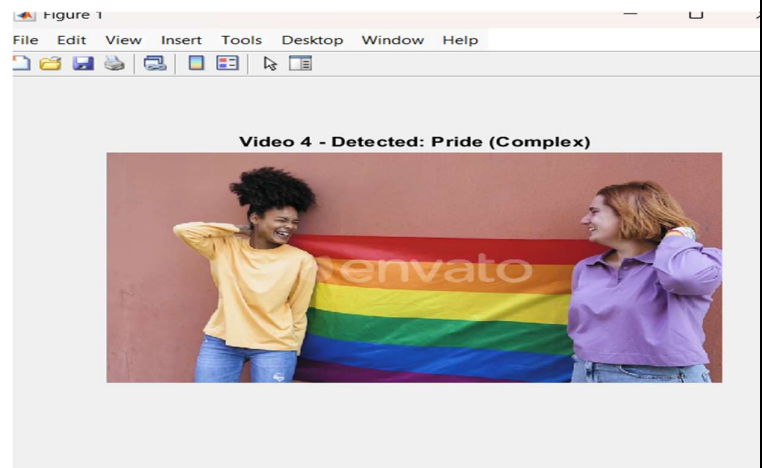 Figure 1
File Edit View Insert Tools Desktop Window Help
Video 4 - Detected: Pride (Complex)
envato